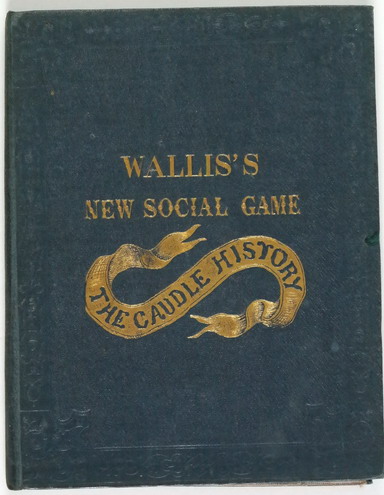 WALLIS'S
NEW SOCIAL GAME
THE CAUDLE HISTORY